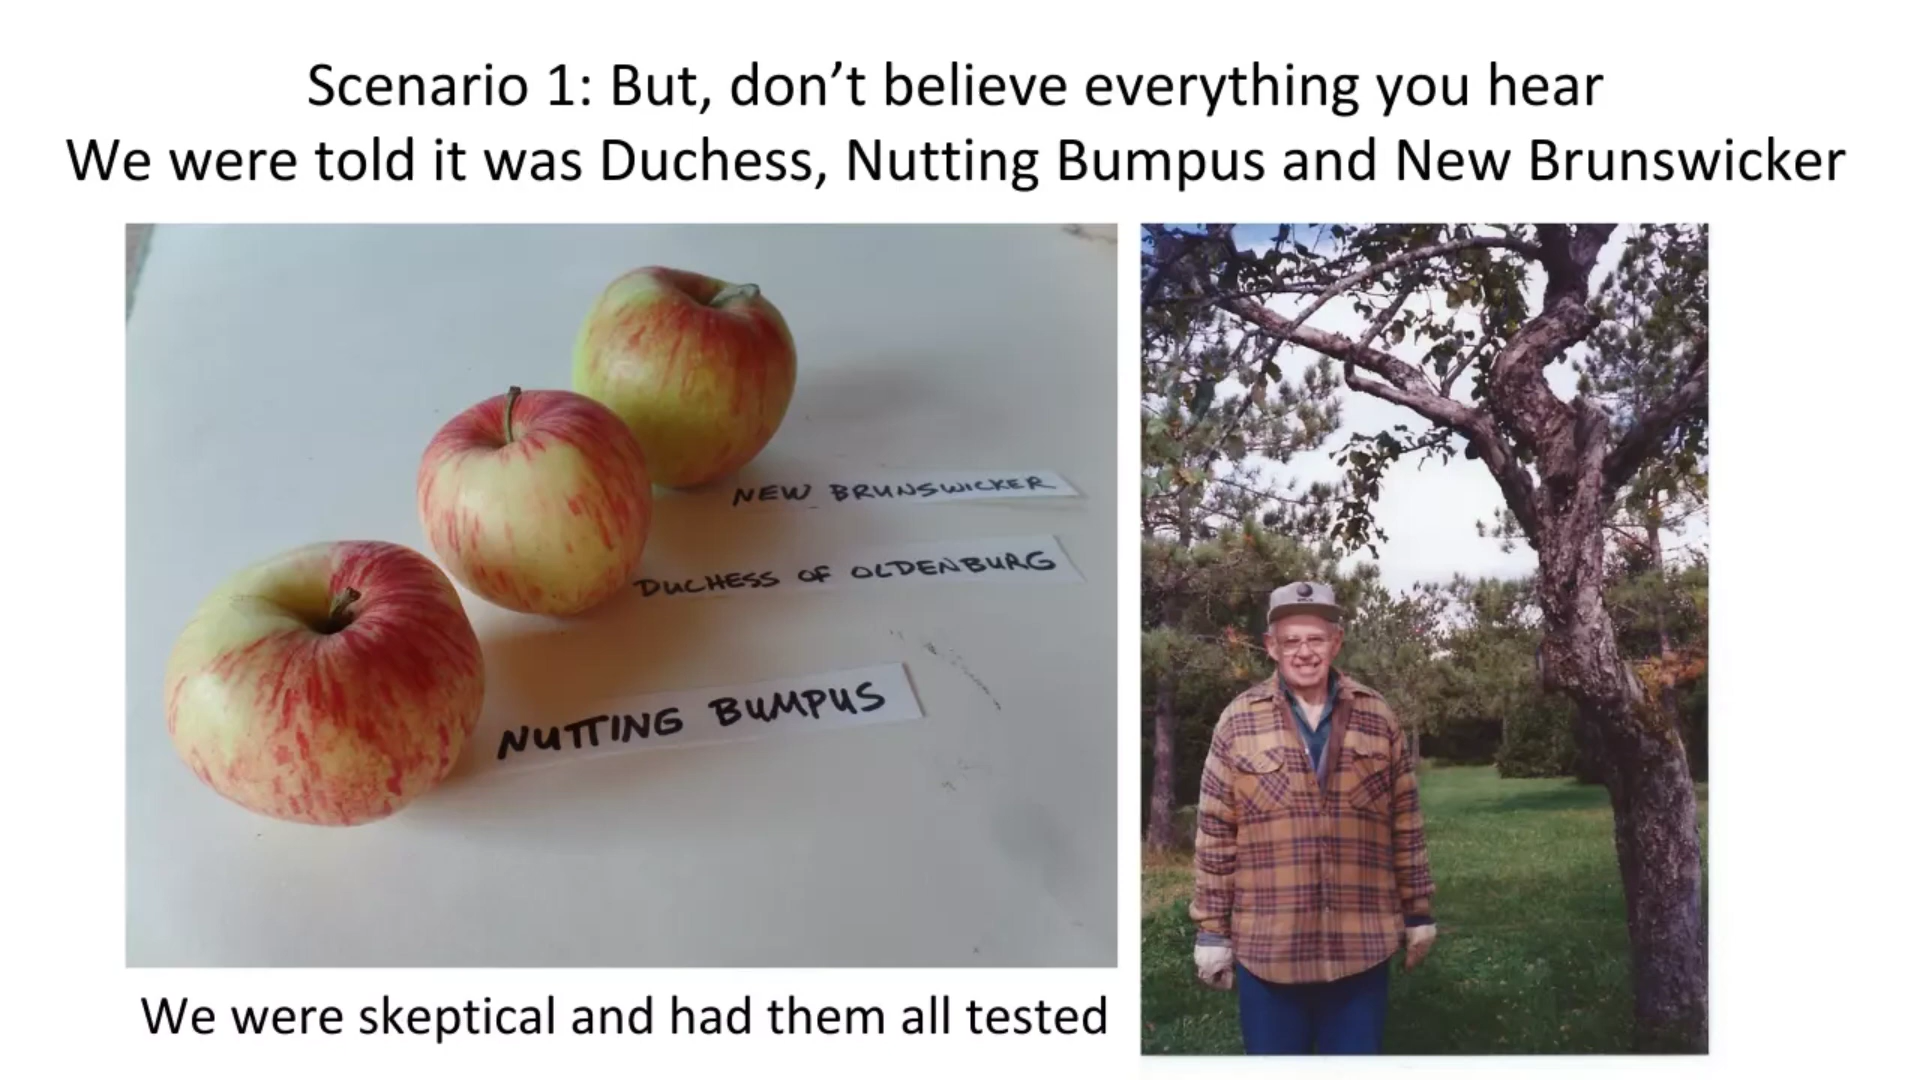 Scenario 1: But, don’t believe everything you hear
We were told it was Duchess, Nutting Bumpus and New Brunswicker
NEW BRUNSWICKER
DUCHESS OF OLDENBURG
NUTTING BUMPUS
We were skeptical and had them all tested